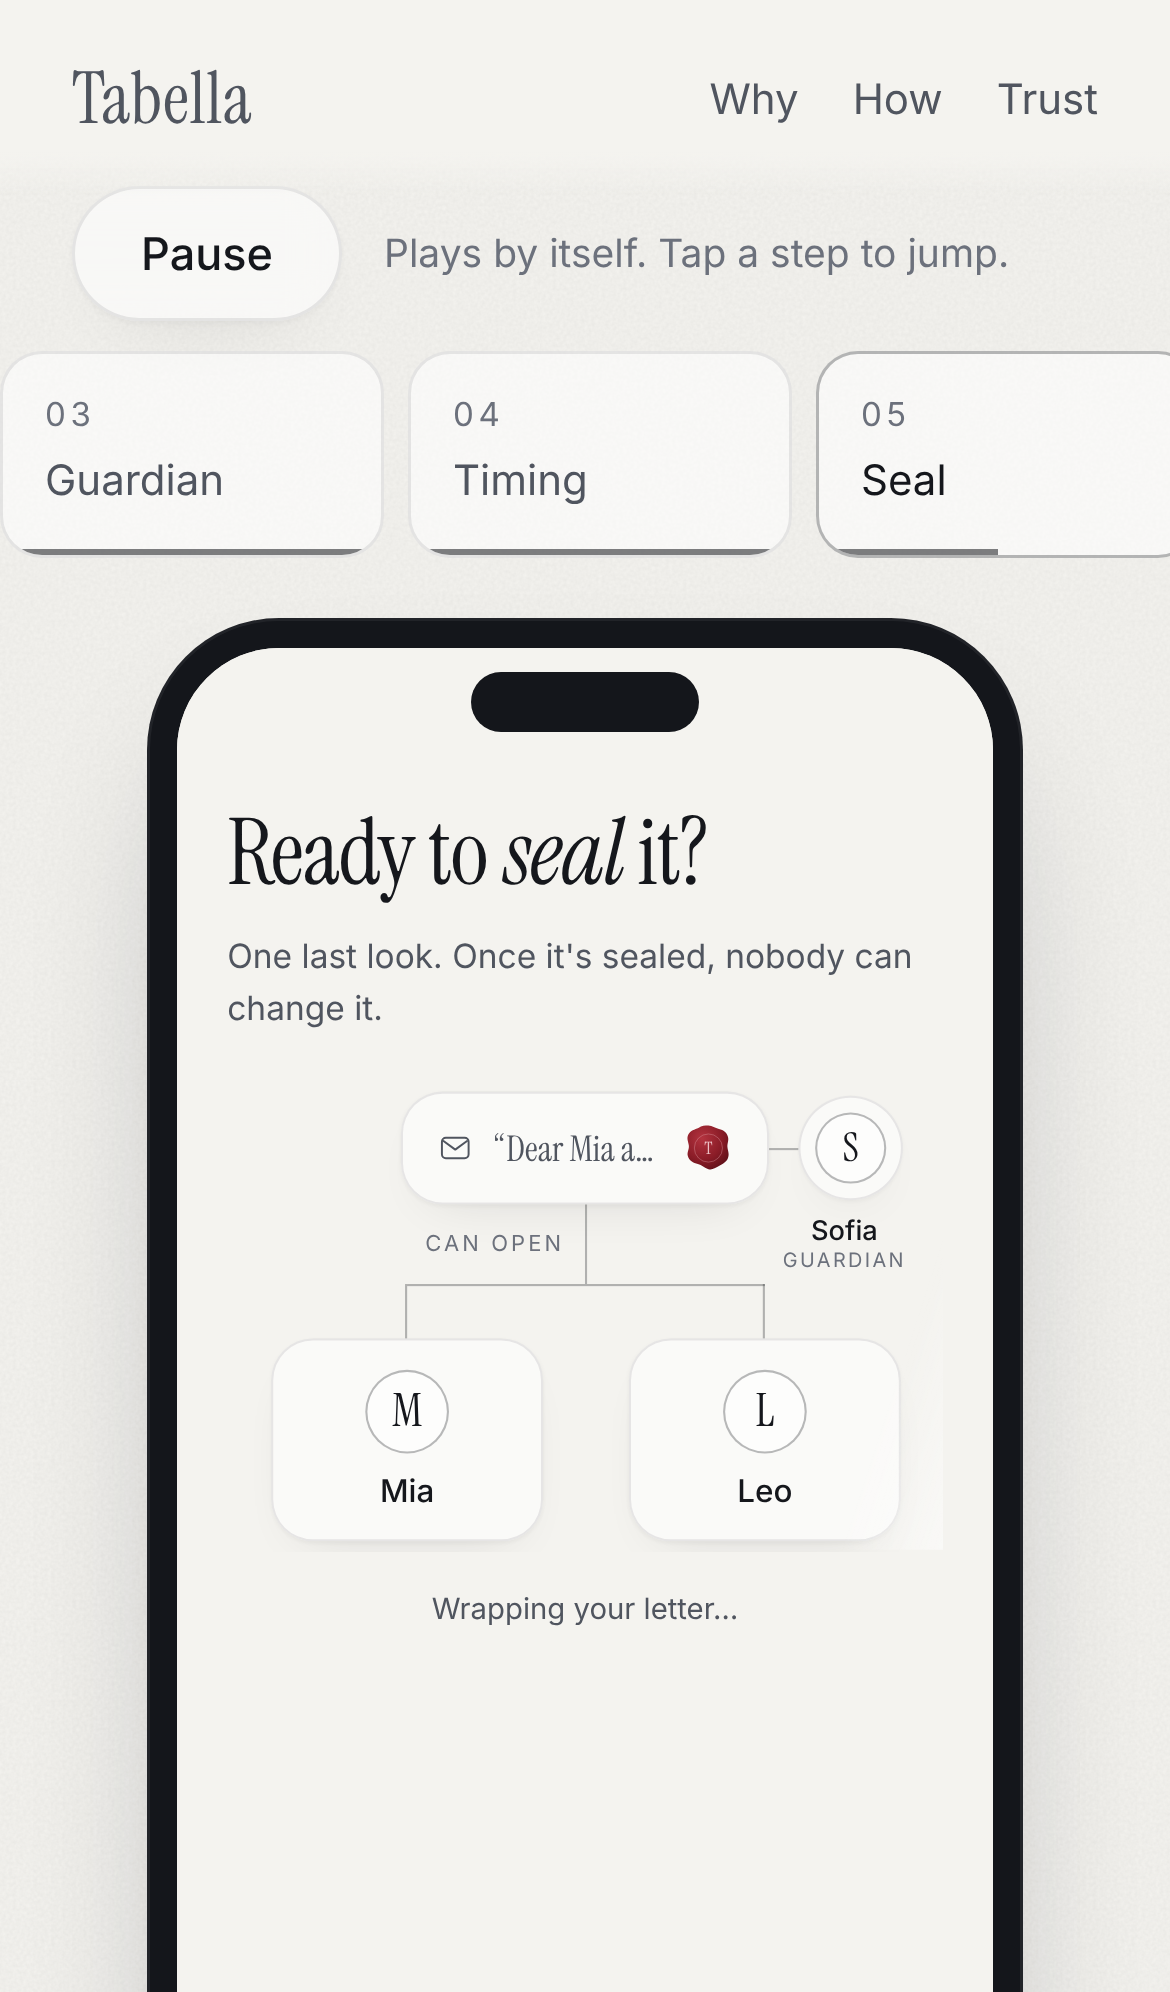 Tabella
Why How Trust
Pause
Plays by itself. Tap a step to jump.
03
Guardian
04
Timing
05
Seal
Ready to seal it?
One last look. Once it's sealed, nobody can
change it.
“Dear Mia a...
T
S
Sofia
GUARDIAN
CAN OPEN
M
Mia
L
Leo
Wrapping your letter...